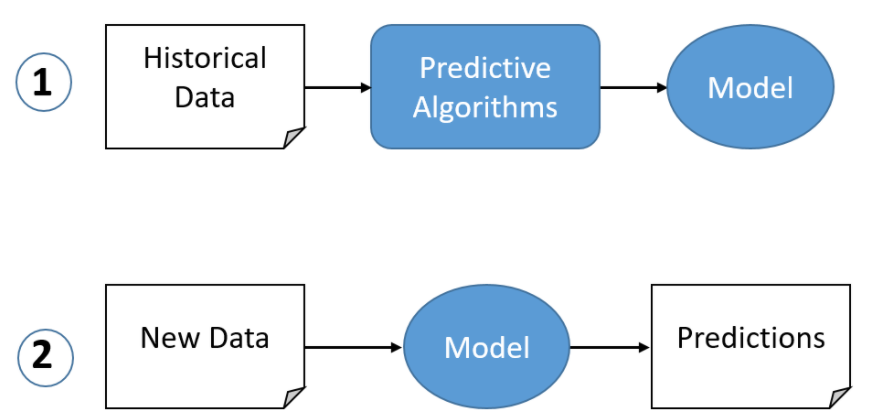 1
Historical
Data
Predictive
Algorithms
Model
2
New Data
Model
Predictions